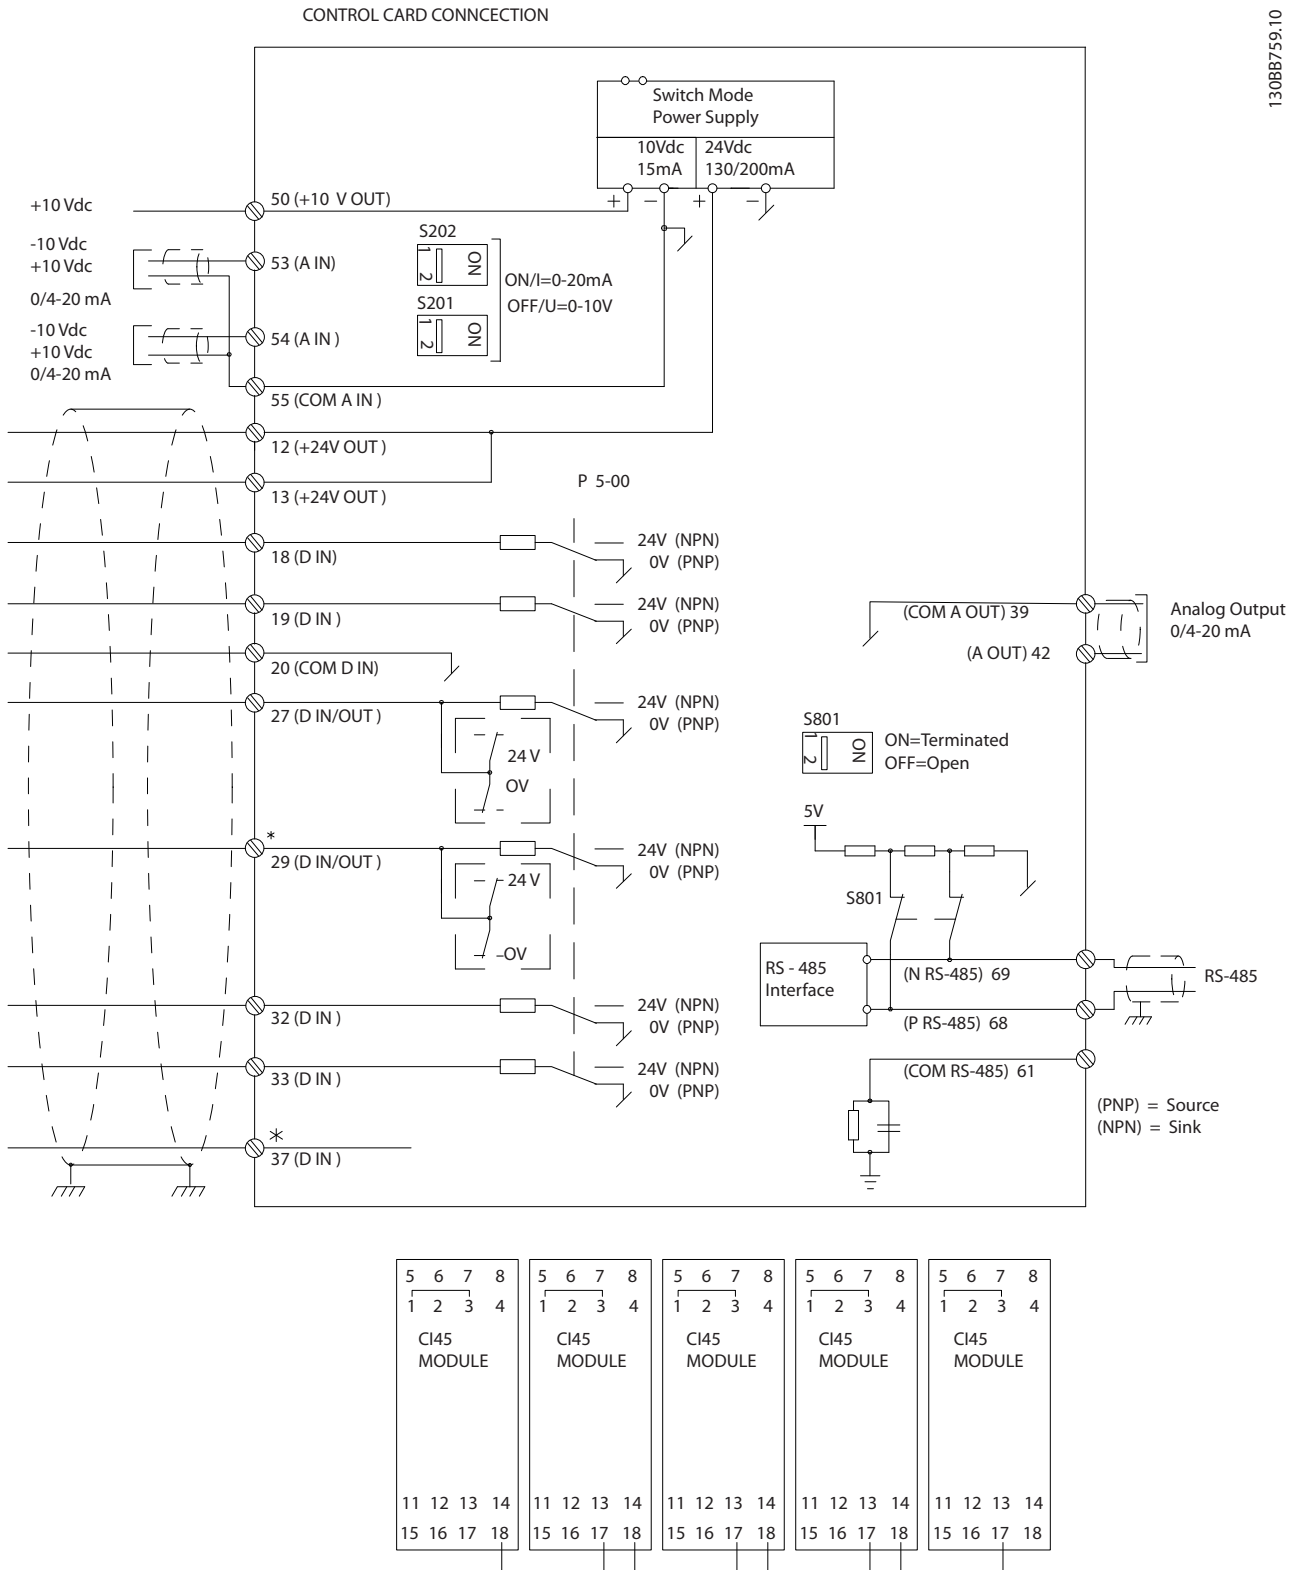 CONTROL CARD CONNCECTION
130BB759.10
Switch Mode
Power Supply
10Vdc
15mA
24Vdc
130/200mA
+ − + −
+10 Vdc
50 (+10 V OUT)
-10 Vdc
+10 Vdc
0/4-20 mA
53 (A IN)
S202
1 2 ON
ON/I=0-20mA
OFF/U=0-10V
S201
1 2 ON
-10 Vdc
+10 Vdc
0/4-20 mA
54 (A IN )
55 (COM A IN )
12 (+24V OUT )
13 (+24V OUT )
P 5-00
18 (D IN)
24V (NPN)
0V (PNP)
19 (D IN )
24V (NPN)
0V (PNP)
20 (COM D IN)
27 (D IN/OUT )
24V (NPN)
0V (PNP)
24 V
OV
*
29 (D IN/OUT )
24V (NPN)
0V (PNP)
24 V
OV
32 (D IN )
24V (NPN)
0V (PNP)
33 (D IN )
24V (NPN)
0V (PNP)
*
37 (D IN )
(COM A OUT) 39
(A OUT) 42
Analog Output
0/4-20 mA
S801
1 2 ON
ON=Terminated
OFF=Open
5V
S801
RS - 485
Interface
(N RS-485) 69
(P RS-485) 68
RS-485
(COM RS-485) 61
(PNP) = Source
(NPN) = Sink
5 6 7 8
1 2 3 4
CI45
MODULE
11 12 13 14
15 16 17 18
5 6 7 8
1 2 3 4
CI45
MODULE
11 12 13 14
15 16 17 18
5 6 7 8
1 2 3 4
CI45
MODULE
11 12 13 14
15 16 17 18
5 6 7 8
1 2 3 4
CI45
MODULE
11 12 13 14
15 16 17 18
5 6 7 8
1 2 3 4
CI45
MODULE
11 12 13 14
15 16 17 18